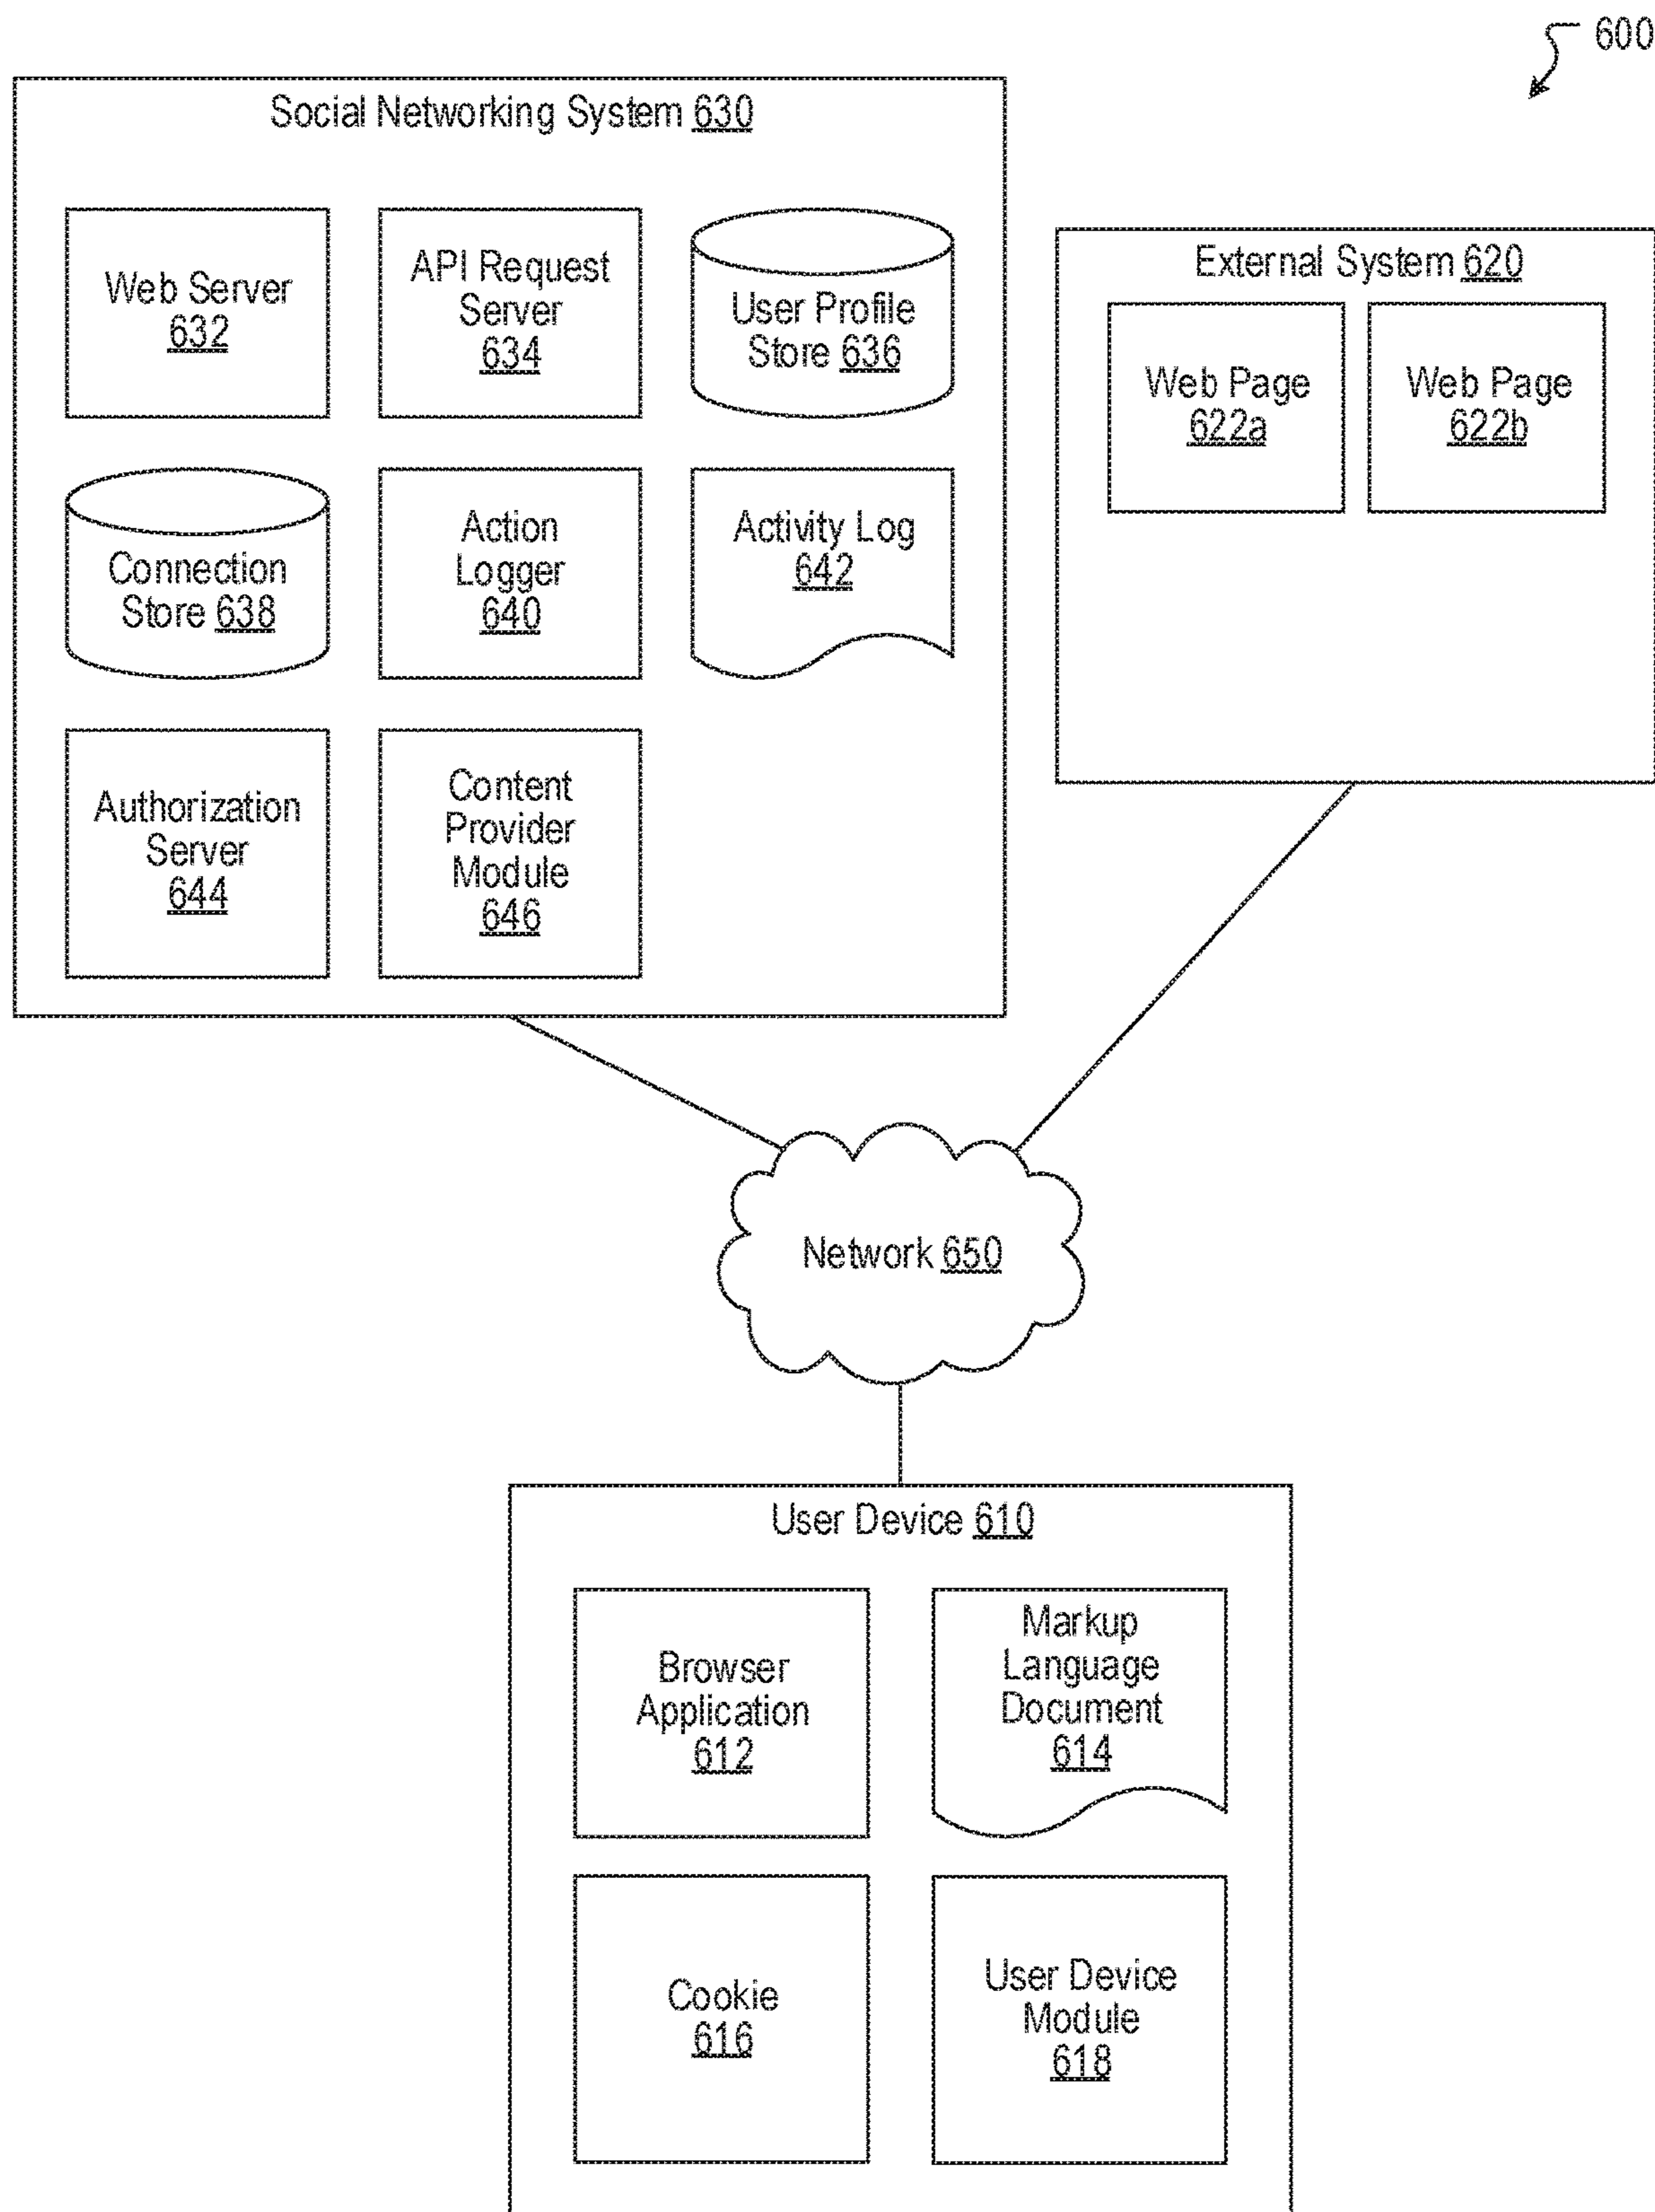 600
Social Networking System 630
Web Server
632
API Request
Server
634
User Profile
Store 636
Connection
Store 638
Action
Logger
640
Activity Log
642
Authorization
Server
644
Content
Provider
Module
646
External System 620
Web Page
622a
Web Page
622b
Network 650
User Device 610
Browser
Application
612
Markup
Language
Document
614
Cookie
616
User Device
Module
618